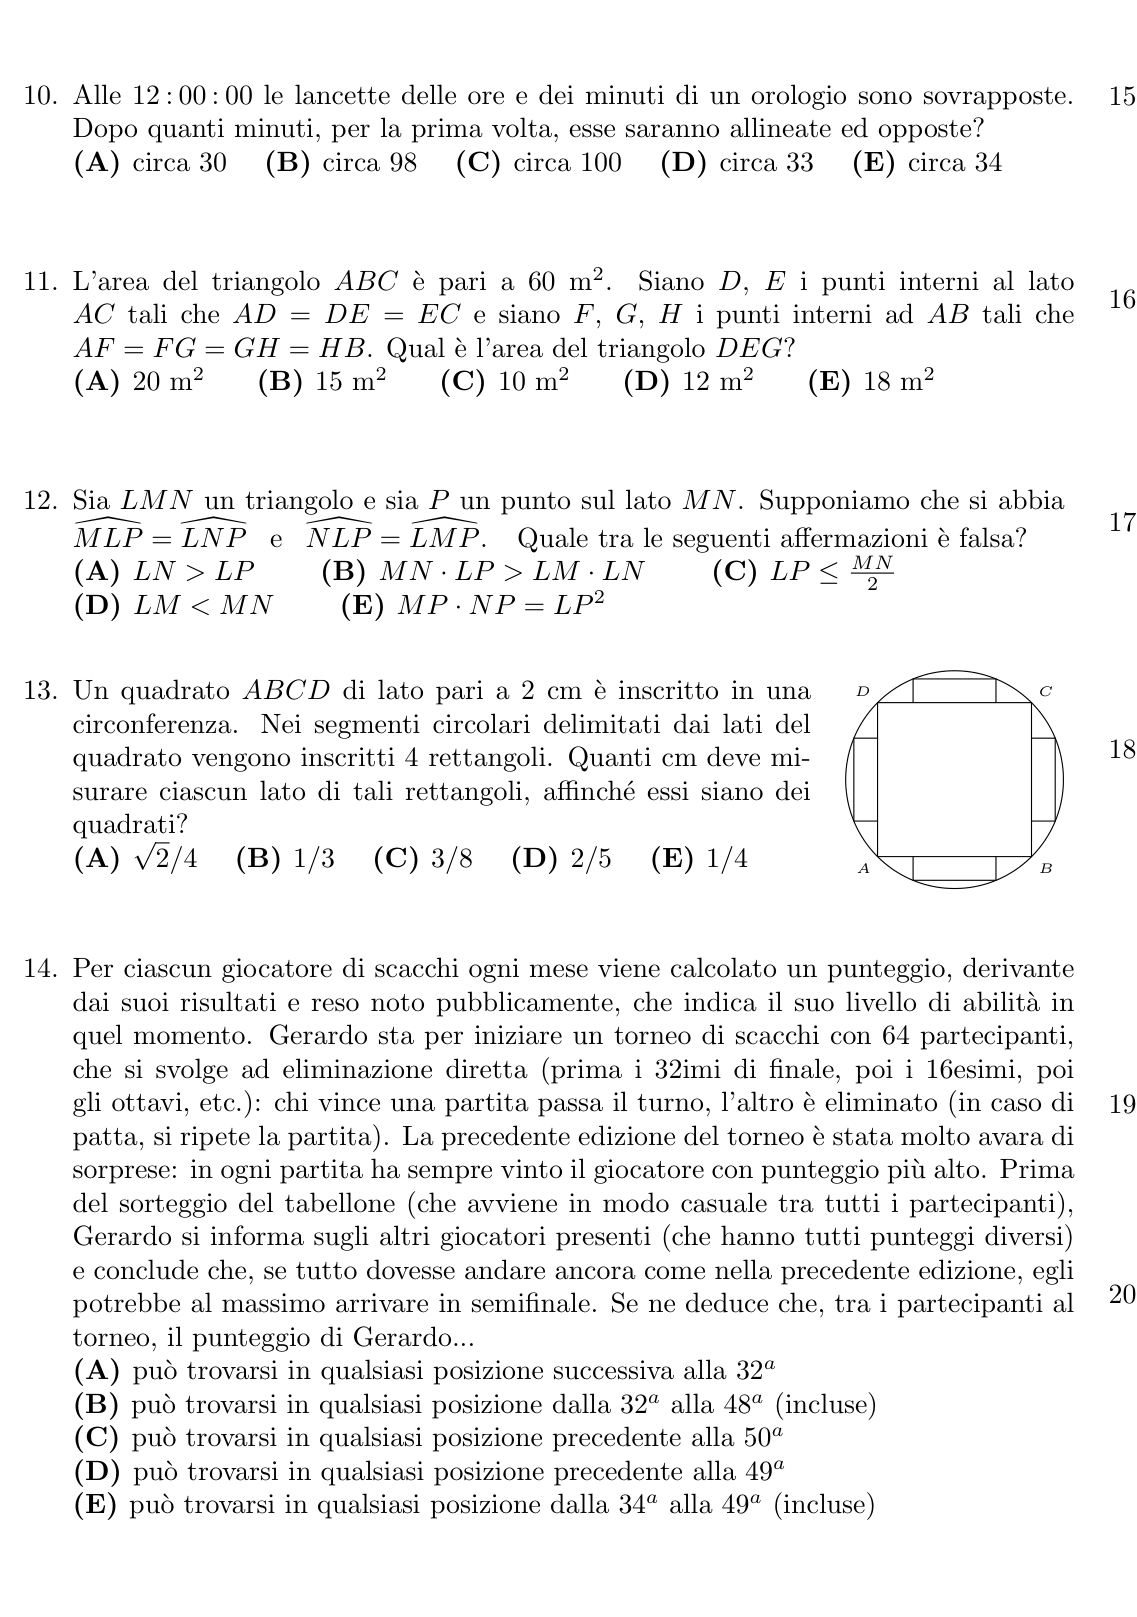 10. Alle 12 : 00 : 00 le lancette delle ore e dei minuti di un orologio sono sovrapposte. 15
Dopo quanti minuti, per la prima volta, esse saranno allineate ed opposte?
(A) circa 30 (B) circa 98 (C) circa 100 (D) circa 33 (E) circa 34
11. L'area del triangolo ABC è pari a 60 m². Siano D, E i punti interni al lato
AC tali che AD = DE = EC e siano F, G, H i punti interni ad AB tali che 16
AF = FG = GH = HB. Qual è l'area del triangolo DEG?
(A) 20 m² (B) 15 m² (C) 10 m² (D) 12 m² (E) 18 m²
12. Sia LMN un triangolo e sia P un punto sul lato MN. Supponiamo che si abbia
$\widehat{MLP} = \widehat{LNP}$ e $\widehat{NLP} = \widehat{LMP}$. Quale tra le seguenti affermazioni è falsa? 17
(A) LN > LP (B) MN · LP > LM · LN (C) LP ≤ $\frac{MN}{2}$
(D) LM < MN (E) MP · NP = LP²
13. Un quadrato ABCD di lato pari a 2 cm è inscritto in una
circonferenza. Nei segmenti circolari delimitati dai lati del
quadrato vengono inscritti 4 rettangoli. Quanti cm deve mi-
surare ciascun lato di tali rettangoli, affinché essi siano dei
quadrati?
(A) √2/4 (B) 1/3 (C) 3/8 (D) 2/5 (E) 1/4
D C
A B
18
14. Per ciascun giocatore di scacchi ogni mese viene calcolato un punteggio, derivante
dai suoi risultati e reso noto pubblicamente, che indica il suo livello di abilità in
quel momento. Gerardo sta per iniziare un torneo di scacchi con 64 partecipanti,
che si svolge ad eliminazione diretta (prima i 32imi di finale, poi i 16esimi, poi
gli ottavi, etc.): chi vince una partita passa il turno, l'altro è eliminato (in caso di 19
patta, si ripete la partita). La precedente edizione del torneo è stata molto avara di
sorprese: in ogni partita ha sempre vinto il giocatore con punteggio più alto. Prima
del sorteggio del tabellone (che avviene in modo casuale tra tutti i partecipanti),
Gerardo si informa sugli altri giocatori presenti (che hanno tutti punteggi diversi)
e conclude che, se tutto dovesse andare ancora come nella precedente edizione, egli
potrebbe al massimo arrivare in semifinale. Se ne deduce che, tra i partecipanti al 20
torneo, il punteggio di Gerardo...
(A) può trovarsi in qualsiasi posizione successiva alla 32ª
(B) può trovarsi in qualsiasi posizione dalla 32ª alla 48ª (incluse)
(C) può trovarsi in qualsiasi posizione precedente alla 50ª
(D) può trovarsi in qualsiasi posizione precedente alla 49ª
(E) può trovarsi in qualsiasi posizione dalla 34ª alla 49ª (incluse)